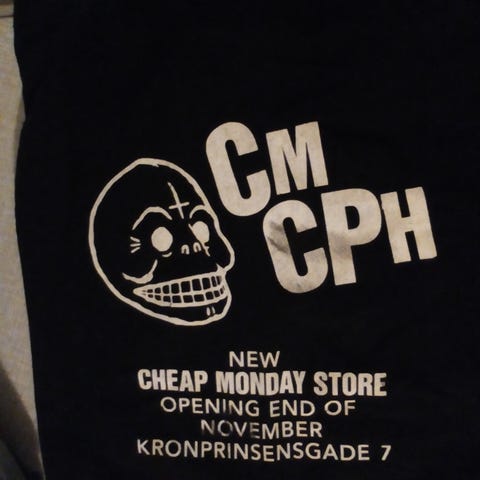 CM
CPH
NEW
CHEAP MONDAY STORE
OPENING END OF
NOVEMBER
KRONPRINSENSGADE 7